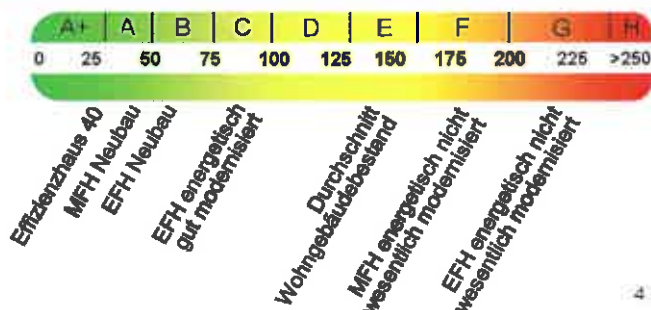 A+ A B C D E F G H
0 25 50 75 100 125 150 175 200 225 >250
Effizienzhaus 40
MFH Neubau
EFH Neubau
EFH energetisch
gut modernisiert
Durchschnitt
Wohngebäudebestand
MFH energetisch nicht
wesentlich modernisiert
EFH energetisch nicht
wesentlich modernisiert
4